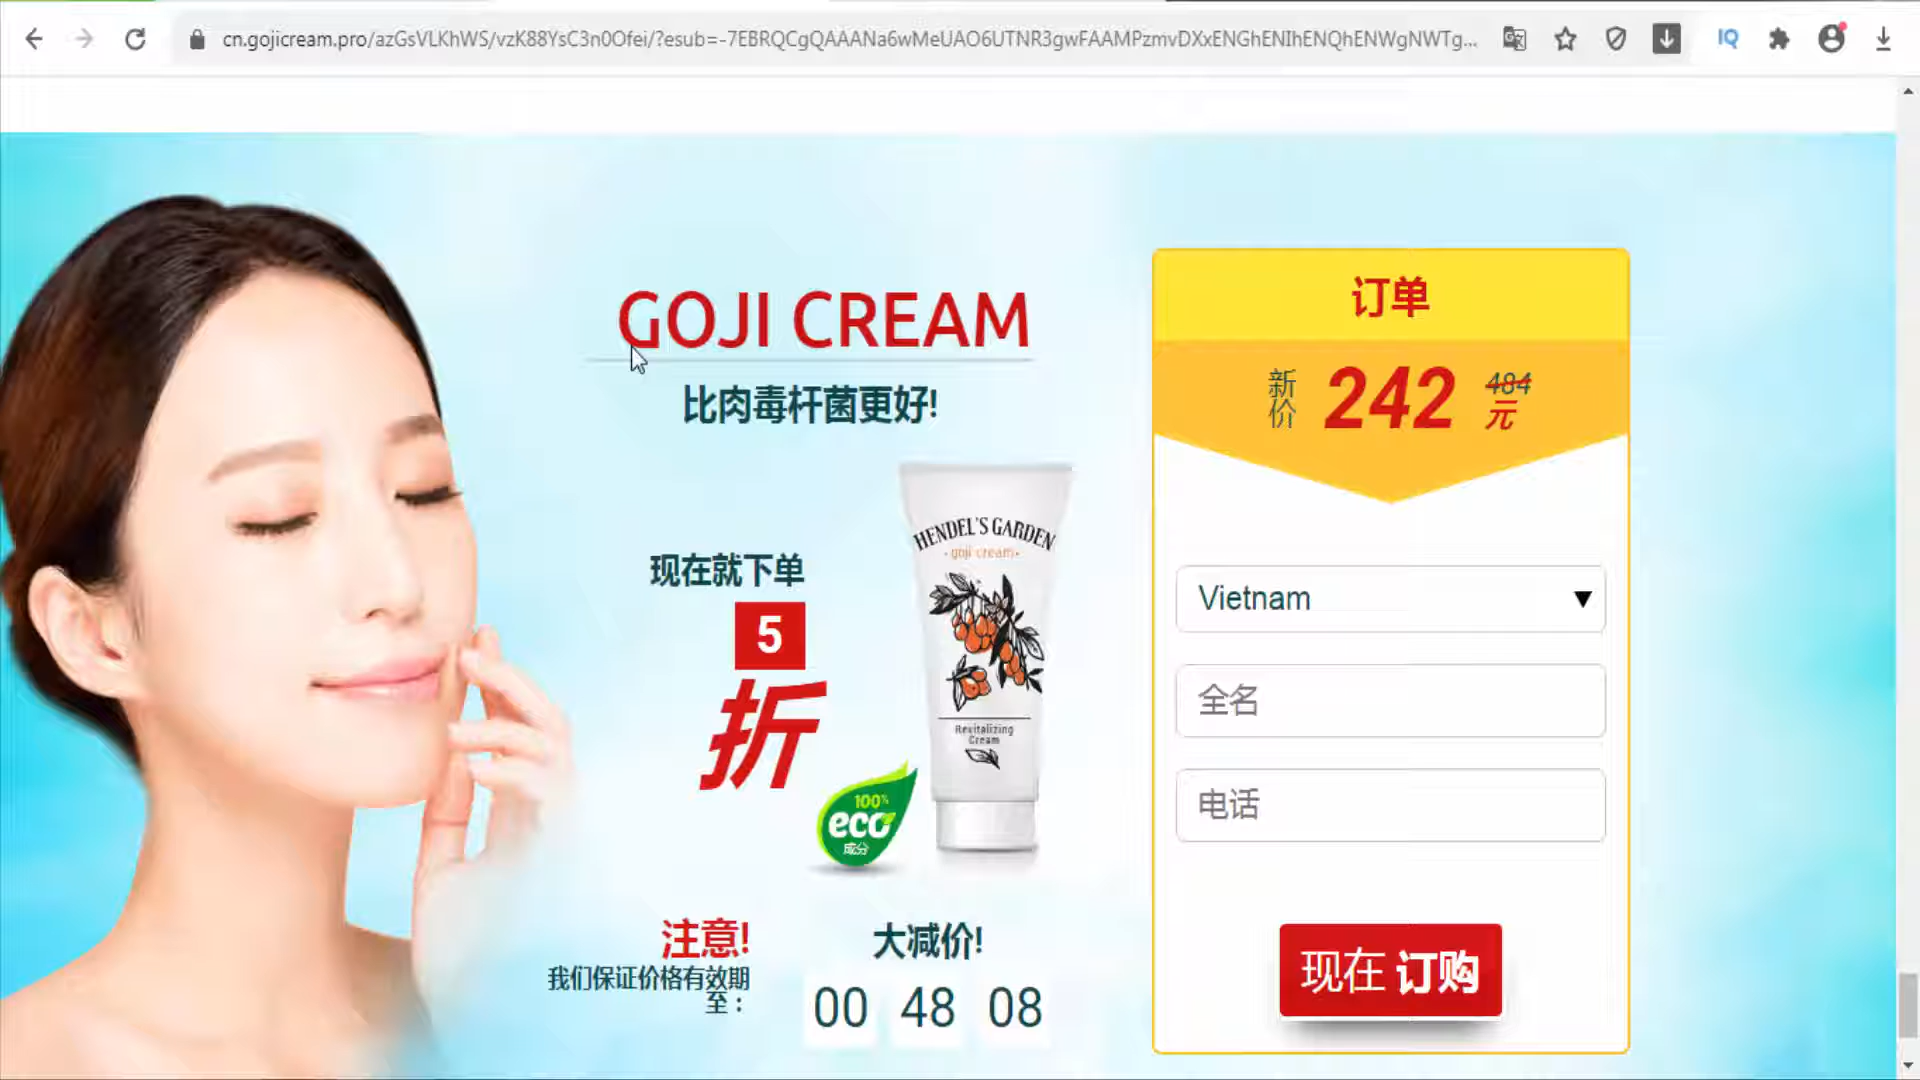 cn.gojicream.pro/azGsVLKhWS/vzK88YsC3n0Ofei/?esub=-7EBRQCgQAAANa6wMeUAO6UTNR3gwFAAMPzmvDXxENGhENIhENQhENWgNWTg...
IQ
GOJI CREAM
比肉毒杆菌更好!
现在就下单
5
折
HENDEL'S GARDEN
goji cream
Revitalizing
Cream
100%
eco
成分
注意!
我们保证价格有效期
至：
大减价!
00 48 08
订单
新价
242
484
元
Vietnam
全名
电话
现在 订购